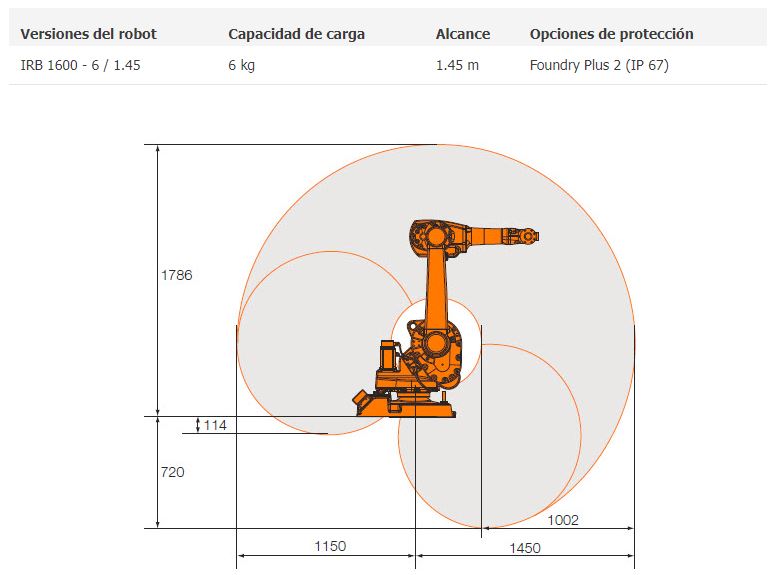 Versiones del robot Capacidad de carga Alcance Opciones de protección
IRB 1600 - 6 / 1.45 6 kg 1.45 m Foundry Plus 2 (IP 67)
1786
114
720
1002
1150 1450